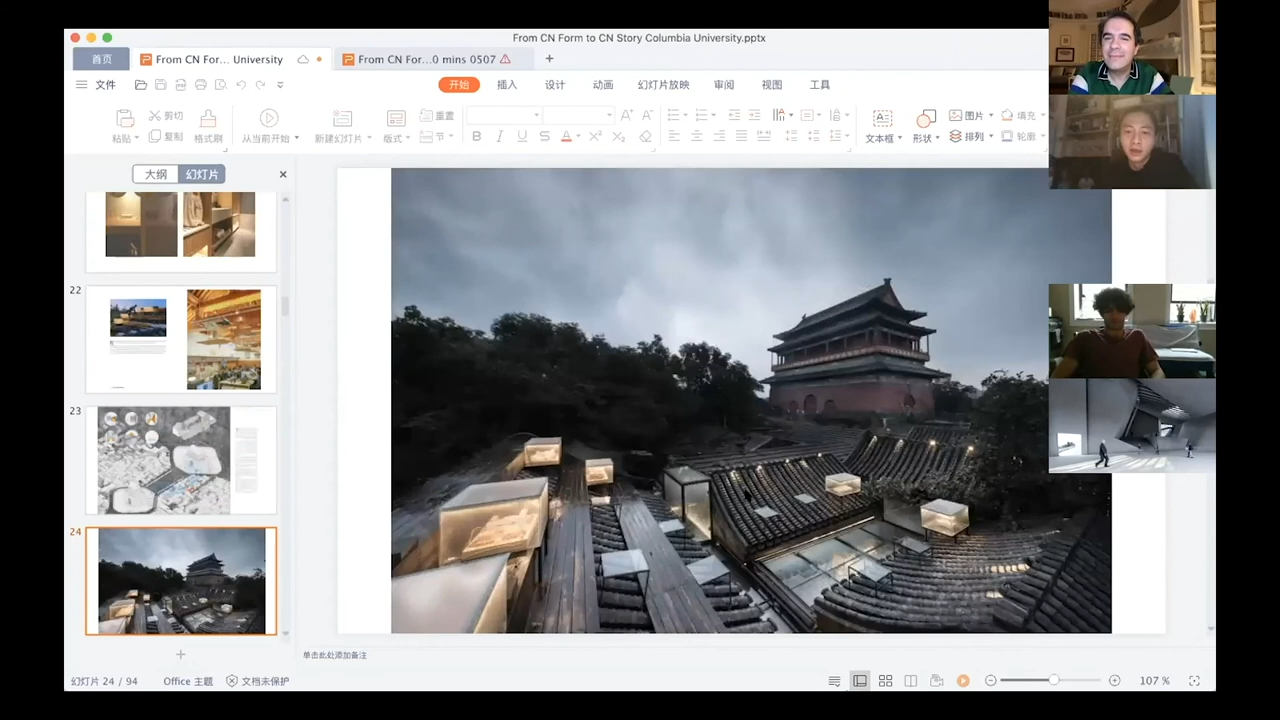 From CN Form to CN Story Columbia University.pptx
首页
From CN For... University
From CN For...0 mins 0507
文件
开始
插入
设计
动画
幻灯片放映
审阅
视图
工具
粘贴
剪切
复制
格式刷
从当前开始
新建幻灯片
版式
重置
节
B I U S A X² X₂
文本框
形状
图片
排列
填充
轮廓
大纲
幻灯片
22
23
24
单击此处添加备注
幻灯片 24 / 94
Office 主题
文档未保护
107 %